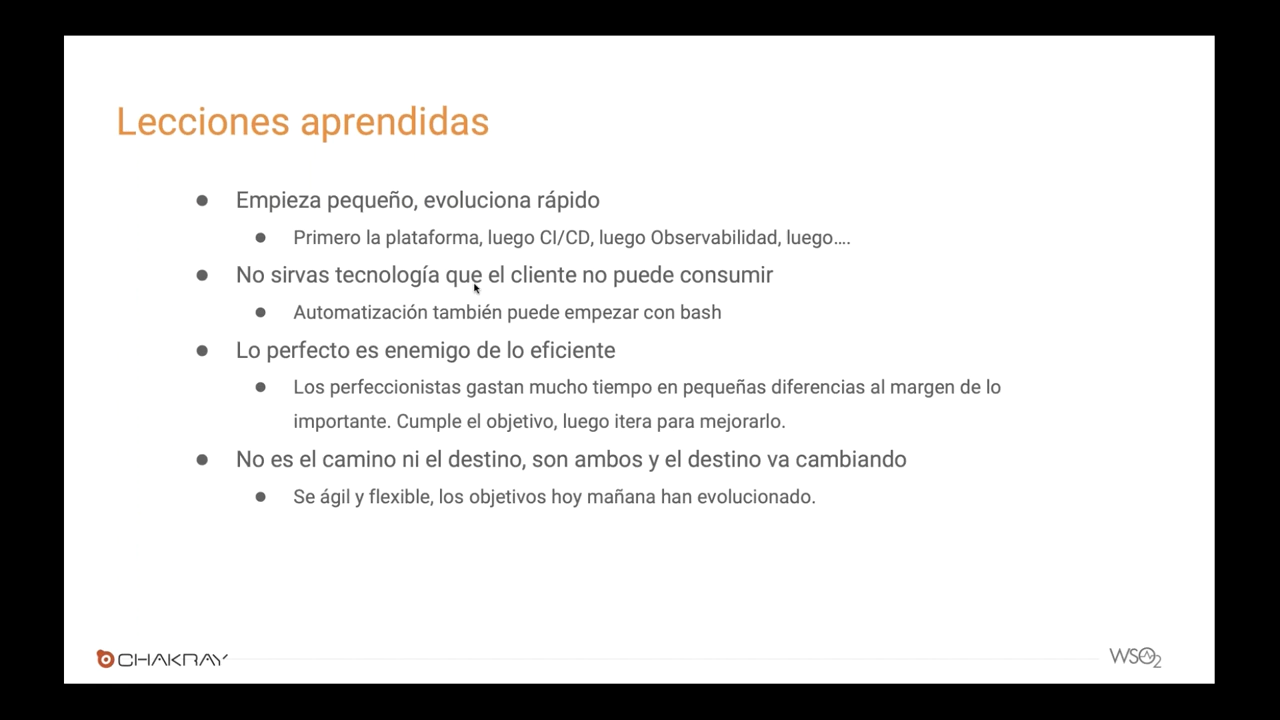 Lecciones aprendidas
● Empieza pequeño, evoluciona rápido
● Primero la plataforma, luego CI/CD, luego Observabilidad, luego....
● No sirvas tecnología que el cliente no puede consumir
● Automatización también puede empezar con bash
● Lo perfecto es enemigo de lo eficiente
● Los perfeccionistas gastan mucho tiempo en pequeñas diferencias al margen de lo
importante. Cumple el objetivo, luego itera para mejorarlo.
● No es el camino ni el destino, son ambos y el destino va cambiando
● Se ágil y flexible, los objetivos hoy mañana han evolucionado.
CHAKRAY
WSO2